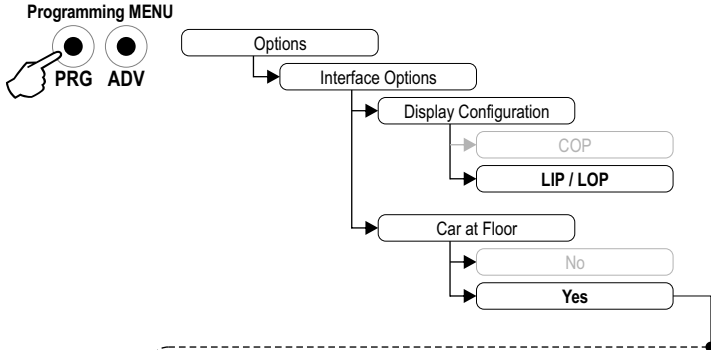 Programming MENU
PRG ADV
Options
Interface Options
Display Configuration
COP
LIP / LOP
Car at Floor
No
Yes